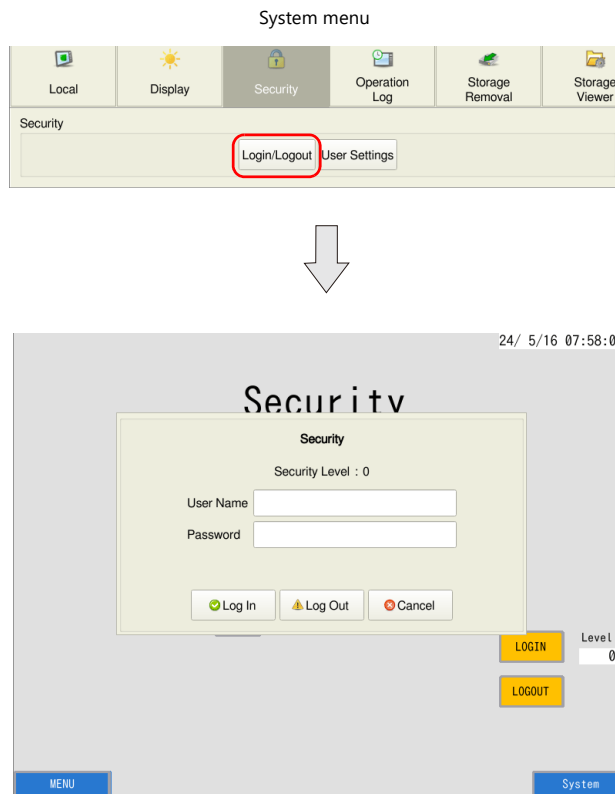 System menu
Local Display Security Operation Log Storage Removal Storage Viewer
Security
Login/Logout User Settings
24/ 5/16 07:58:0
Security
Security
Security Level : 0
User Name
Password
Log In Log Out Cancel
LOGIN Level
0
LOGOUT
MENU System